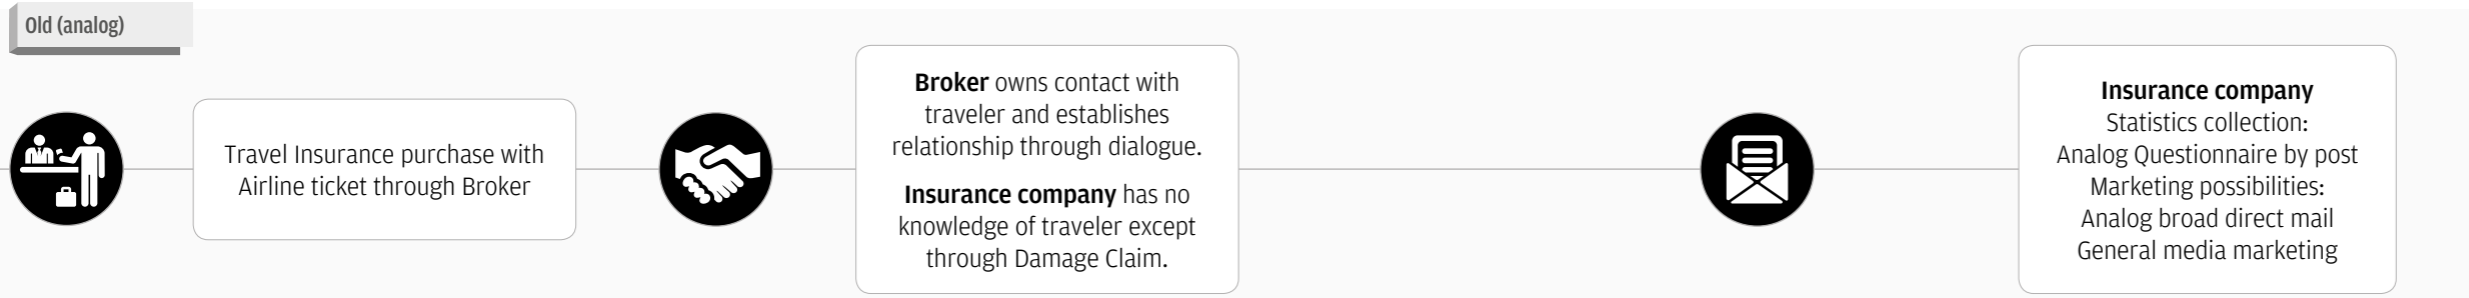 Old (analog)
Travel Insurance purchase with
Airline ticket through Broker
Broker owns contact with
traveler and establishes
relationship through dialogue.
Insurance company has no
knowledge of traveler except
through Damage Claim.
Insurance company
Statistics collection:
Analog Questionnaire by post
Marketing possibilities:
Analog broad direct mail
General media marketing